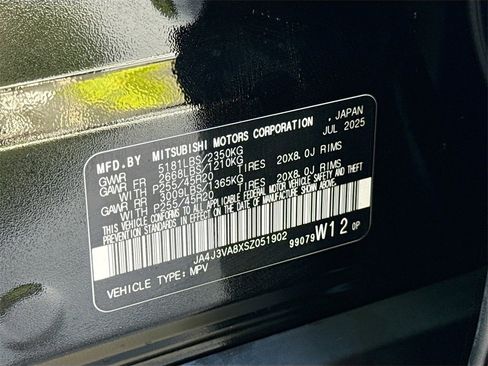 MFD.BY MITSUBISHI MOTORS CORPORATION, JAPAN
GVWR 5181LBS/2350KG JUL 2025
GAWR FR 2668LBS/1210KG
WITH P255/45R20 TIRES 20X8.0J RIMS
GAWR RR 3009LBS/1365KG
WITH P255/45R20 TIRES 20X8.0J RIMS
THIS VEHICLE CONFORMS TO ALL APPLICABLE
FEDERAL MOTOR VEHICLE SAFETY AND THEFT
PREVENTION STANDARDS IN EFFECT ON THE DATE OF MANUFACTURE SHOWN ABOVE.
JA4J3VA8XSZ051902 99079 W12 0P
VEHICLE TYPE: MPV